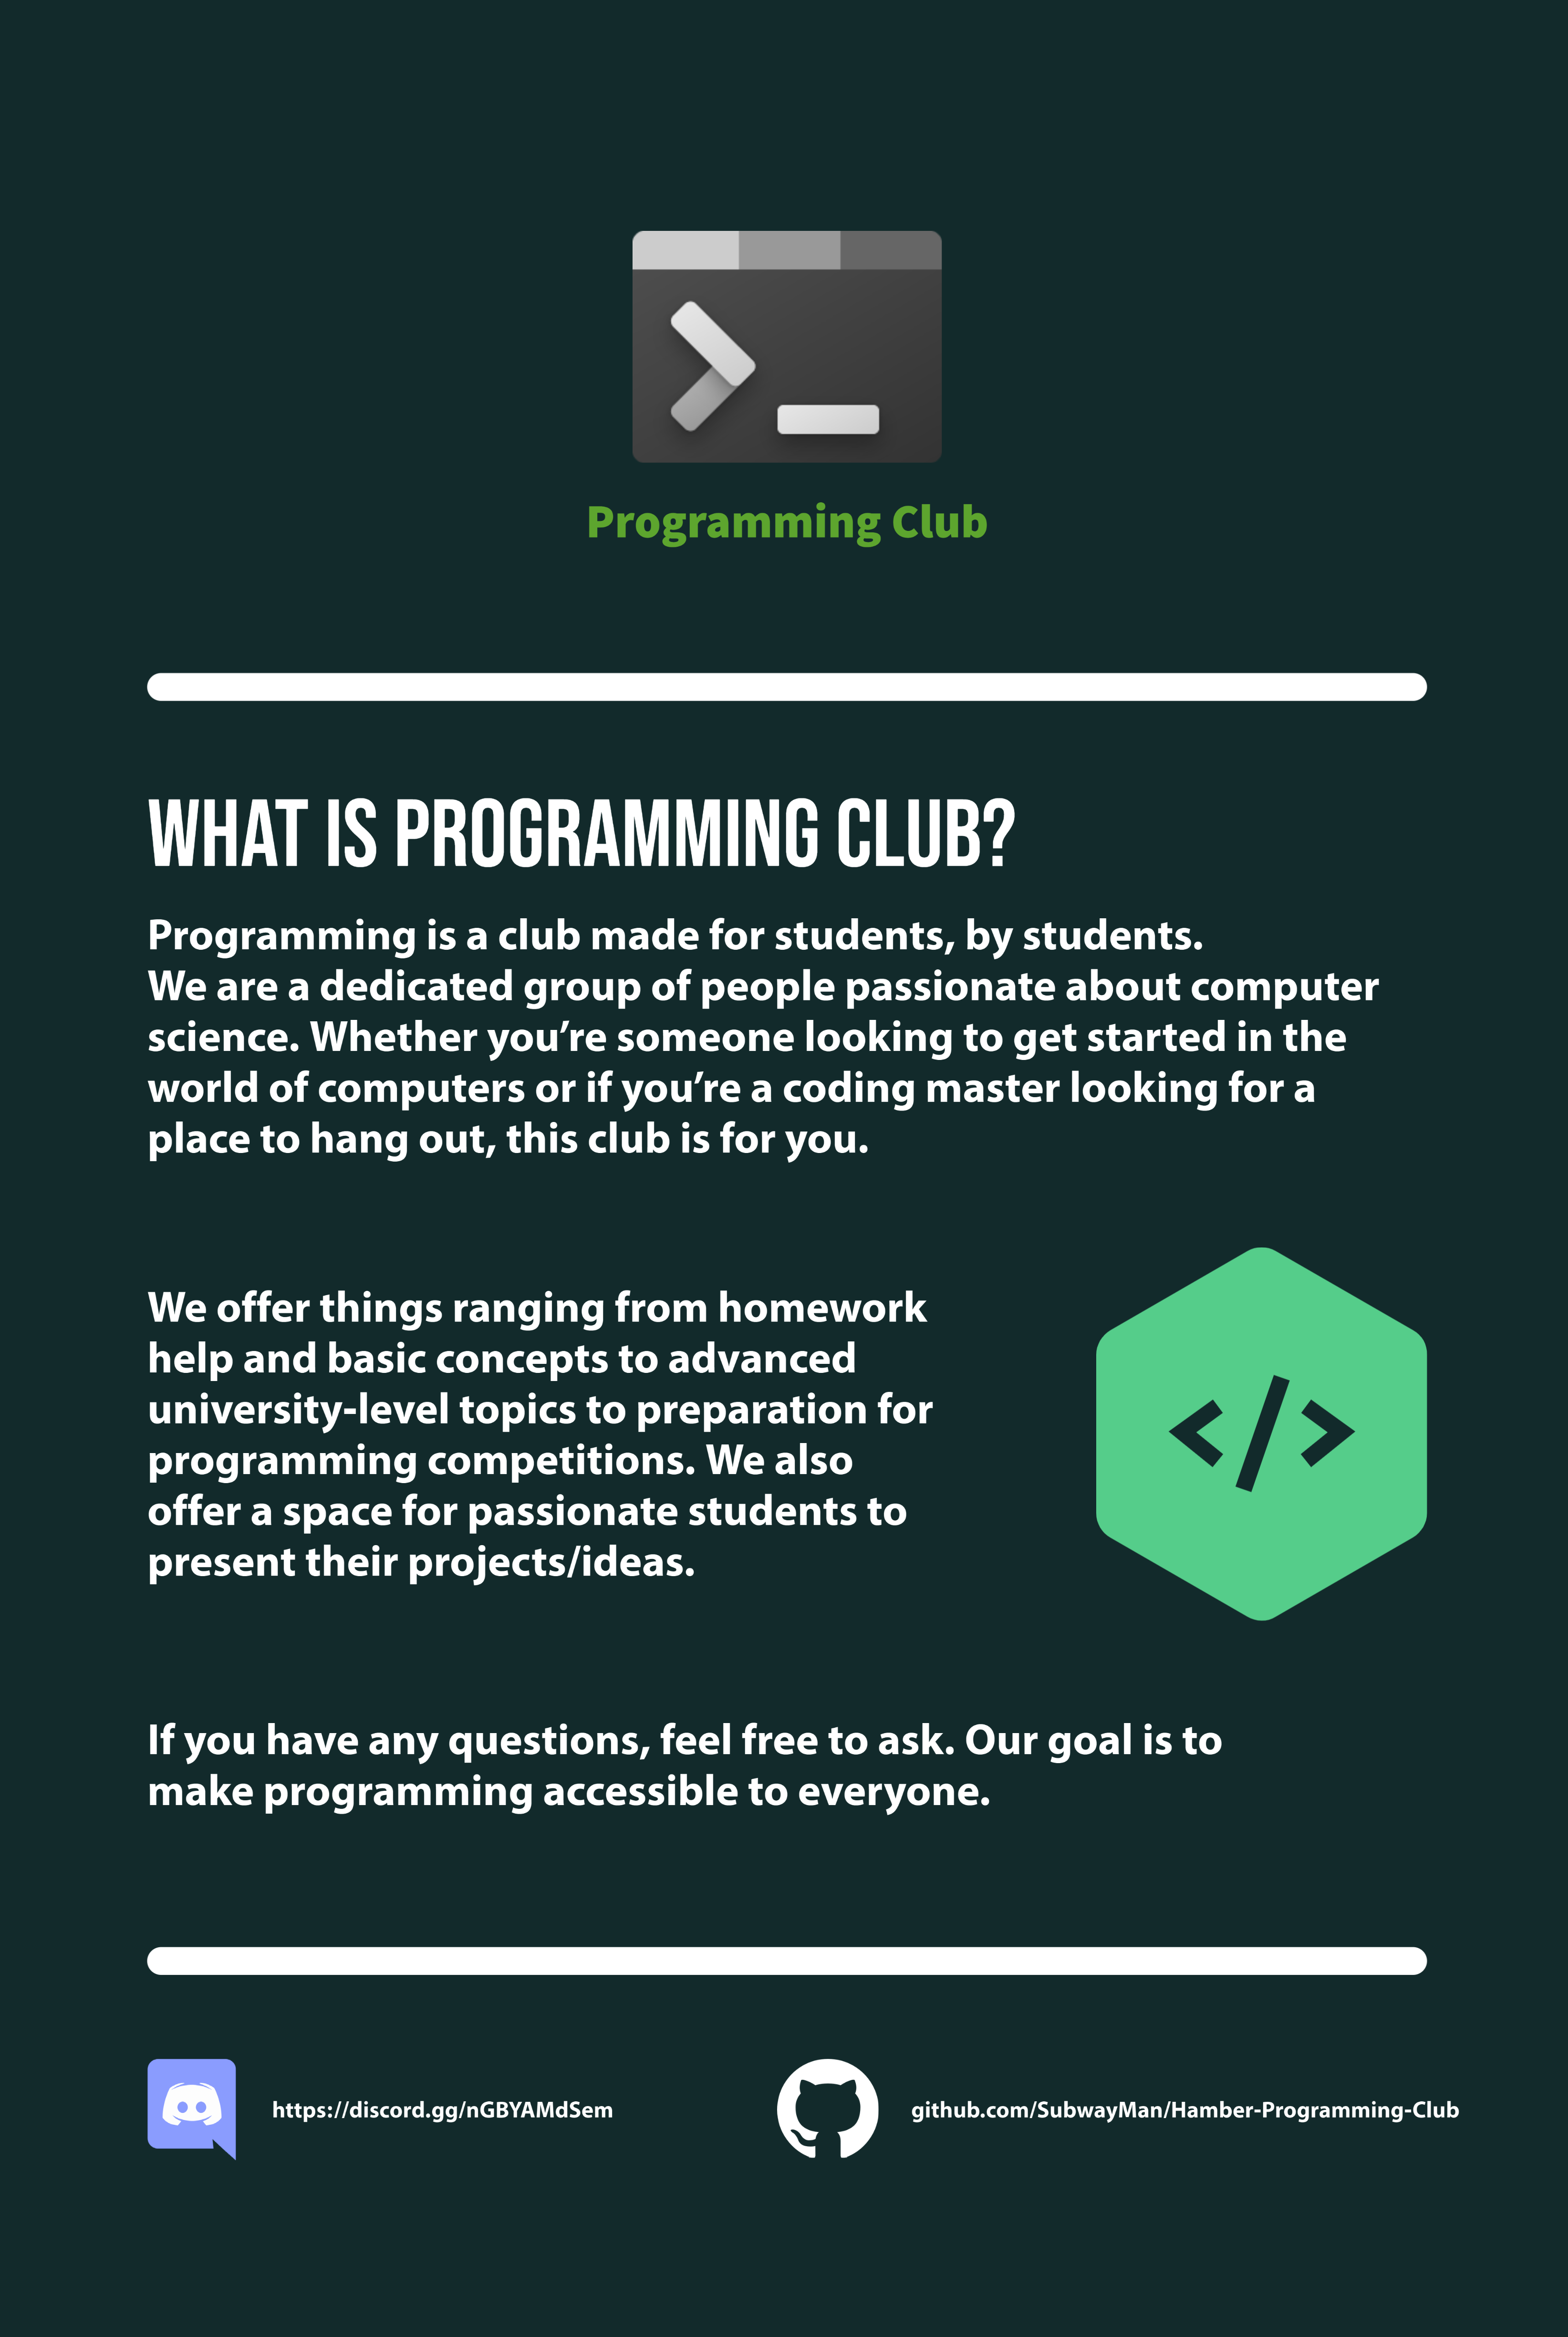 Programming Club
WHAT IS PROGRAMMING CLUB?
Programming is a club made for students, by students.
We are a dedicated group of people passionate about computer
science. Whether you’re someone looking to get started in the
world of computers or if you’re a coding master looking for a
place to hang out, this club is for you.
We offer things ranging from homework
help and basic concepts to advanced
university-level topics to preparation for
programming competitions. We also
offer a space for passionate students to
present their projects/ideas.
</>
If you have any questions, feel free to ask. Our goal is to
make programming accessible to everyone.
https://discord.gg/nGBYAMdSem
github.com/SubwayMan/Hamber-Programming-Club